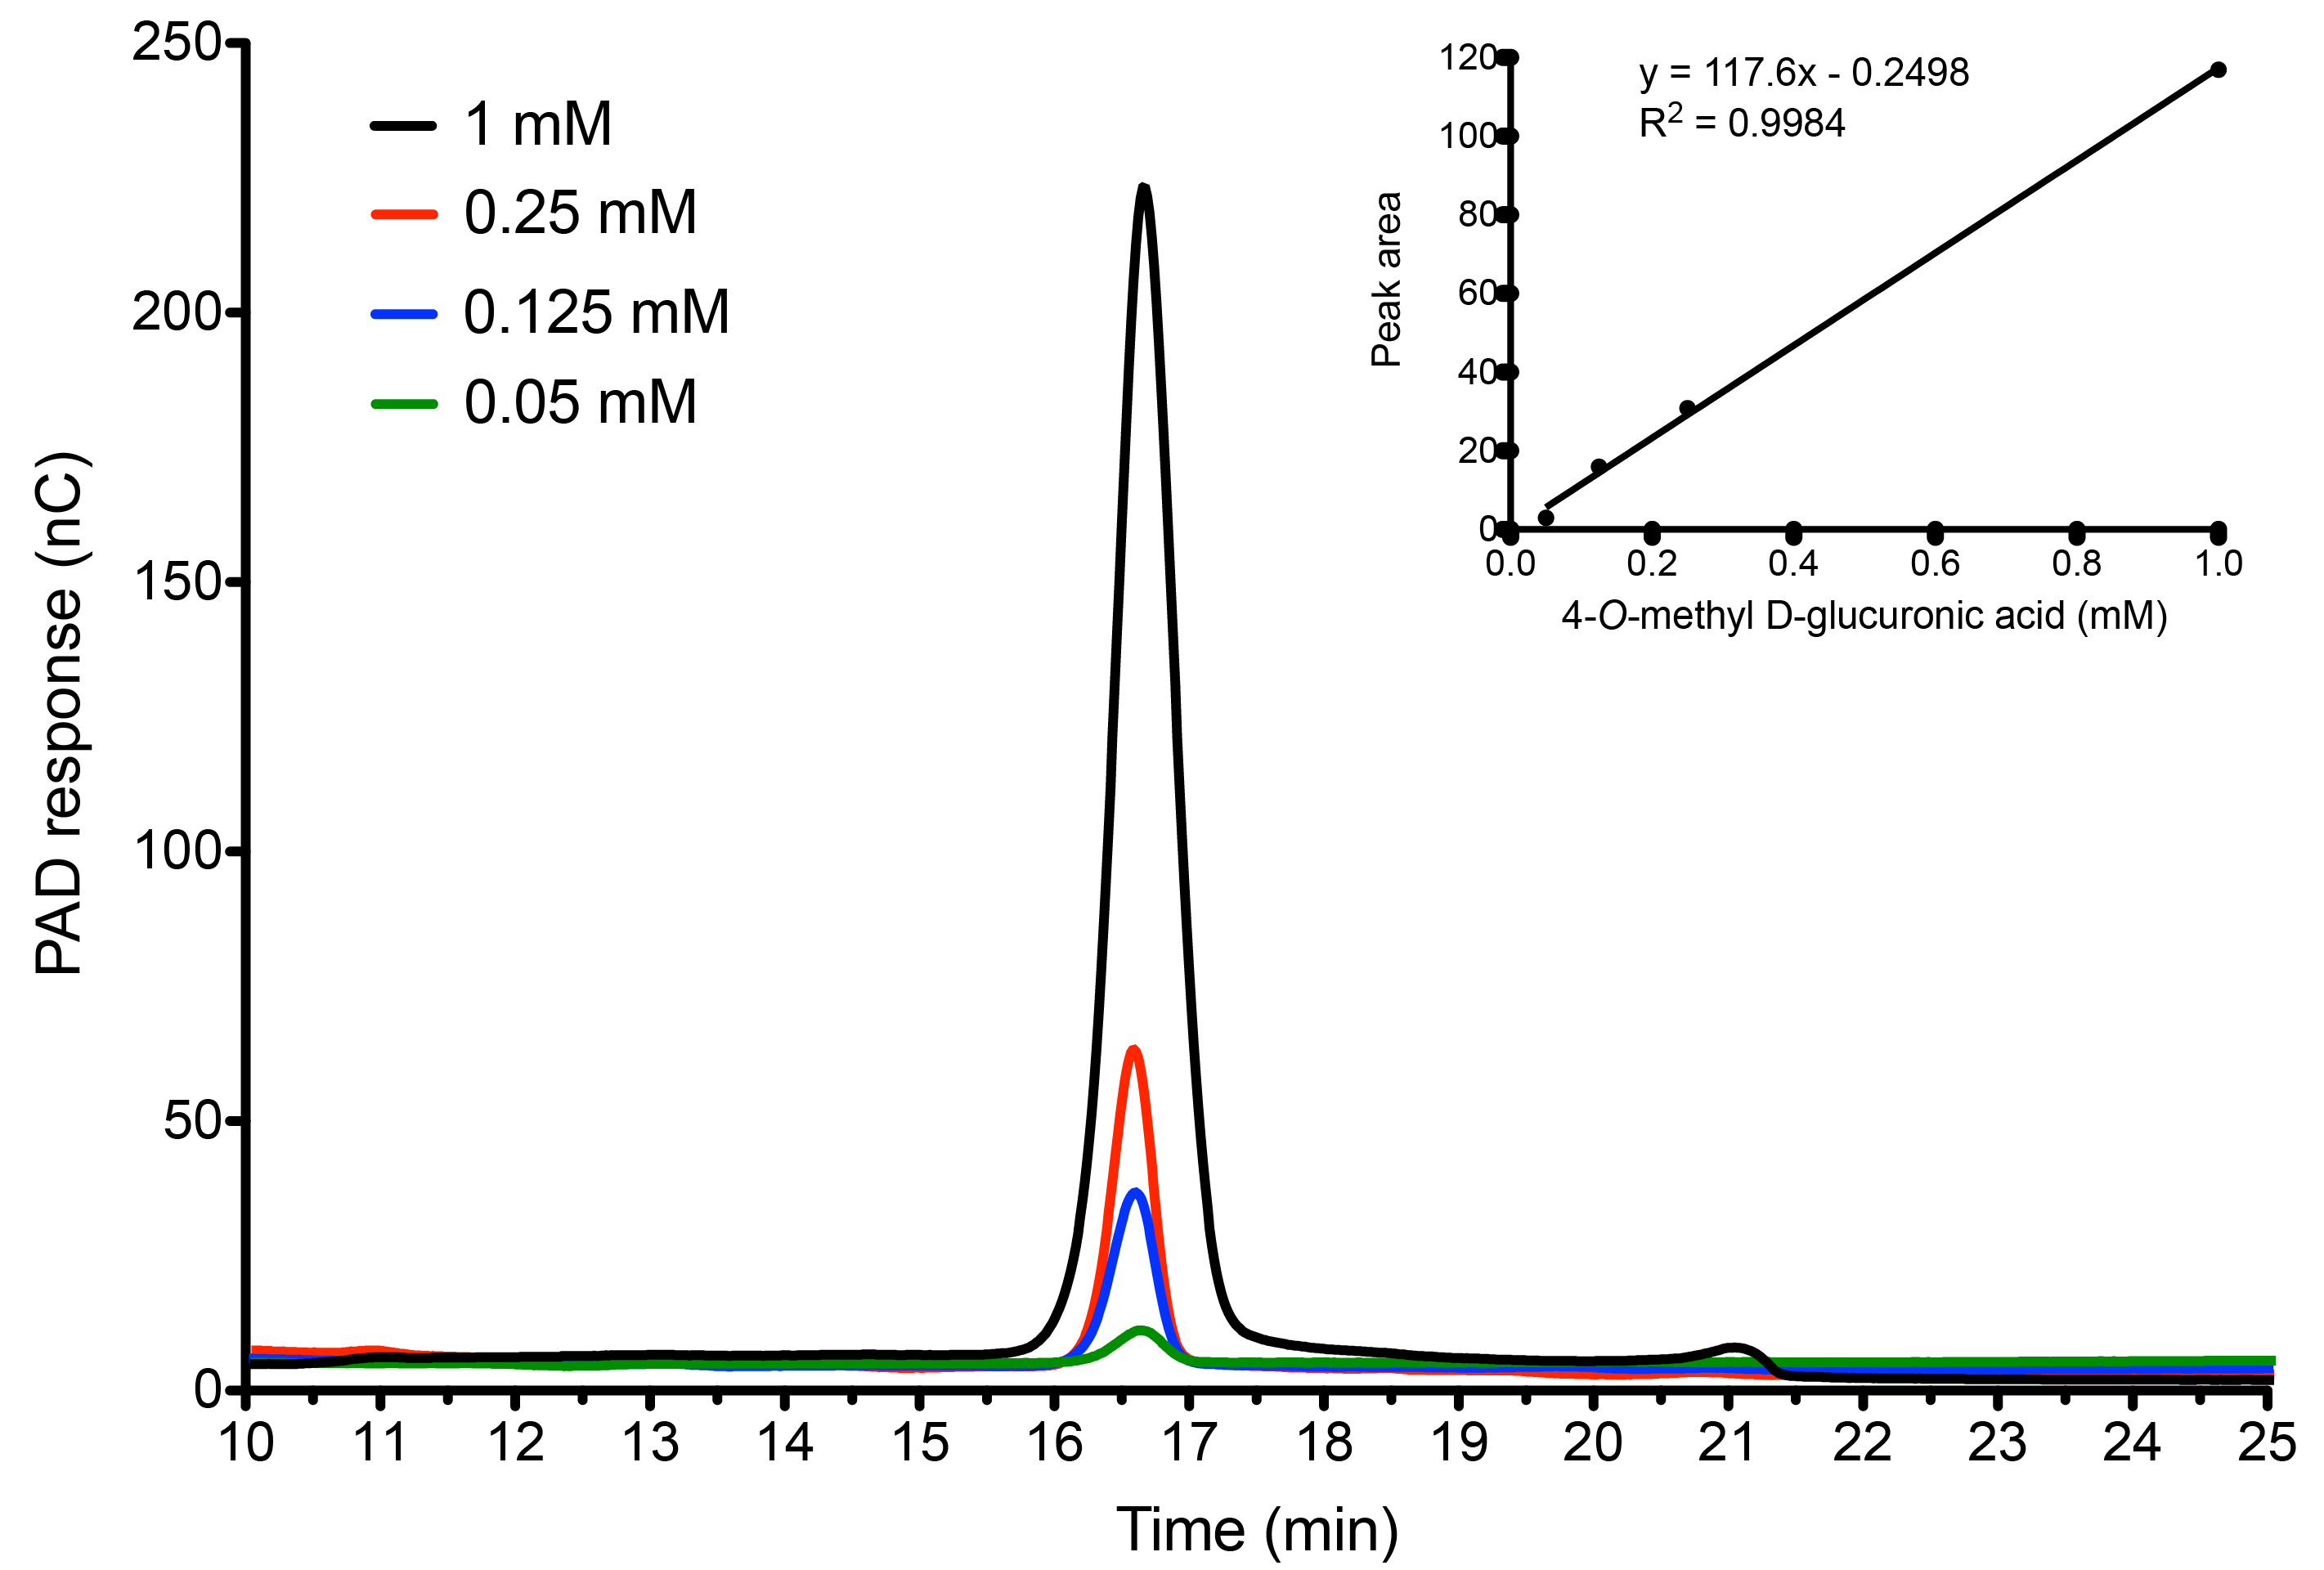 250
200
150
100
50
0
PAD response (nC)
1 mM
0.25 mM
0.125 mM
0.05 mM
10 11 12 13 14 15 16 17 18 19 20 21 22 23 24 25
Time (min)
y = 117.6x - 0.2498
R² = 0.9984
120
100
80
60
40
20
0
Peak area
0.0 0.2 0.4 0.6 0.8 1.0
4-O-methyl D-glucuronic acid (mM)